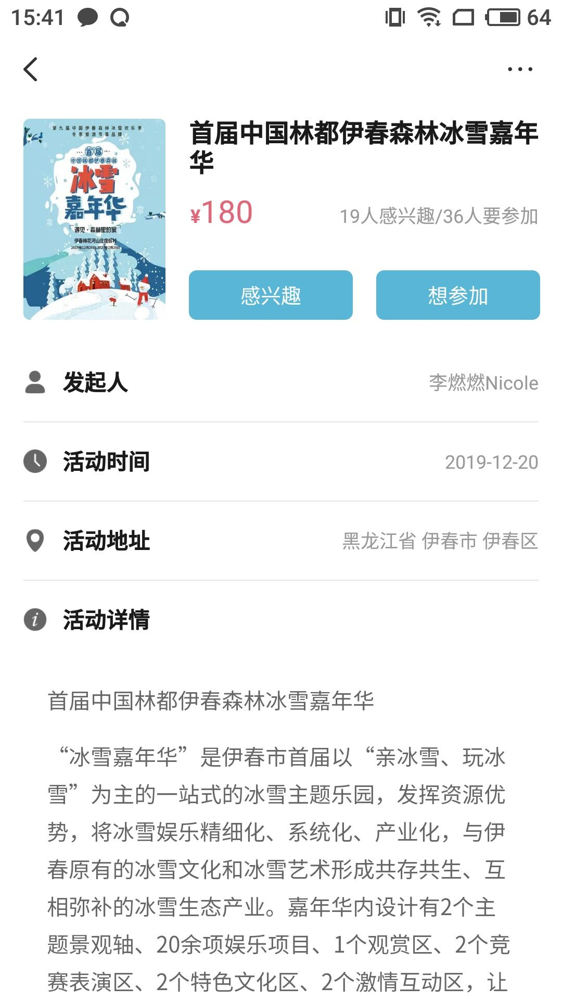 15:41
64
第九届中国伊春森林冰雪欢乐季
冬季旅游节事品牌
首届
中国林都伊春森林
冰雪
嘉年华
遇见·森林里的家
伊春梅花河山庄度假村
2019年12月20日-2020年2月28日
首届中国林都伊春森林冰雪嘉年
华
¥180
19人感兴趣/36人要参加
感兴趣
想参加
发起人
李燃燃Nicole
活动时间
2019-12-20
活动地址
黑龙江省 伊春市 伊春区
活动详情
首届中国林都伊春森林冰雪嘉年华
“冰雪嘉年华”是伊春市首届以“亲冰雪、玩冰
雪”为主的一站式的冰雪主题乐园，发挥资源优
势，将冰雪娱乐精细化、系统化、产业化，与伊
春原有的冰雪文化和冰雪艺术形成共存共生、互
相弥补的冰雪生态产业。嘉年华内设计有2个主
题景观轴、20余项娱乐项目、1个观赏区、2个竞
赛表演区、2个特色文化区、2个激情互动区，让